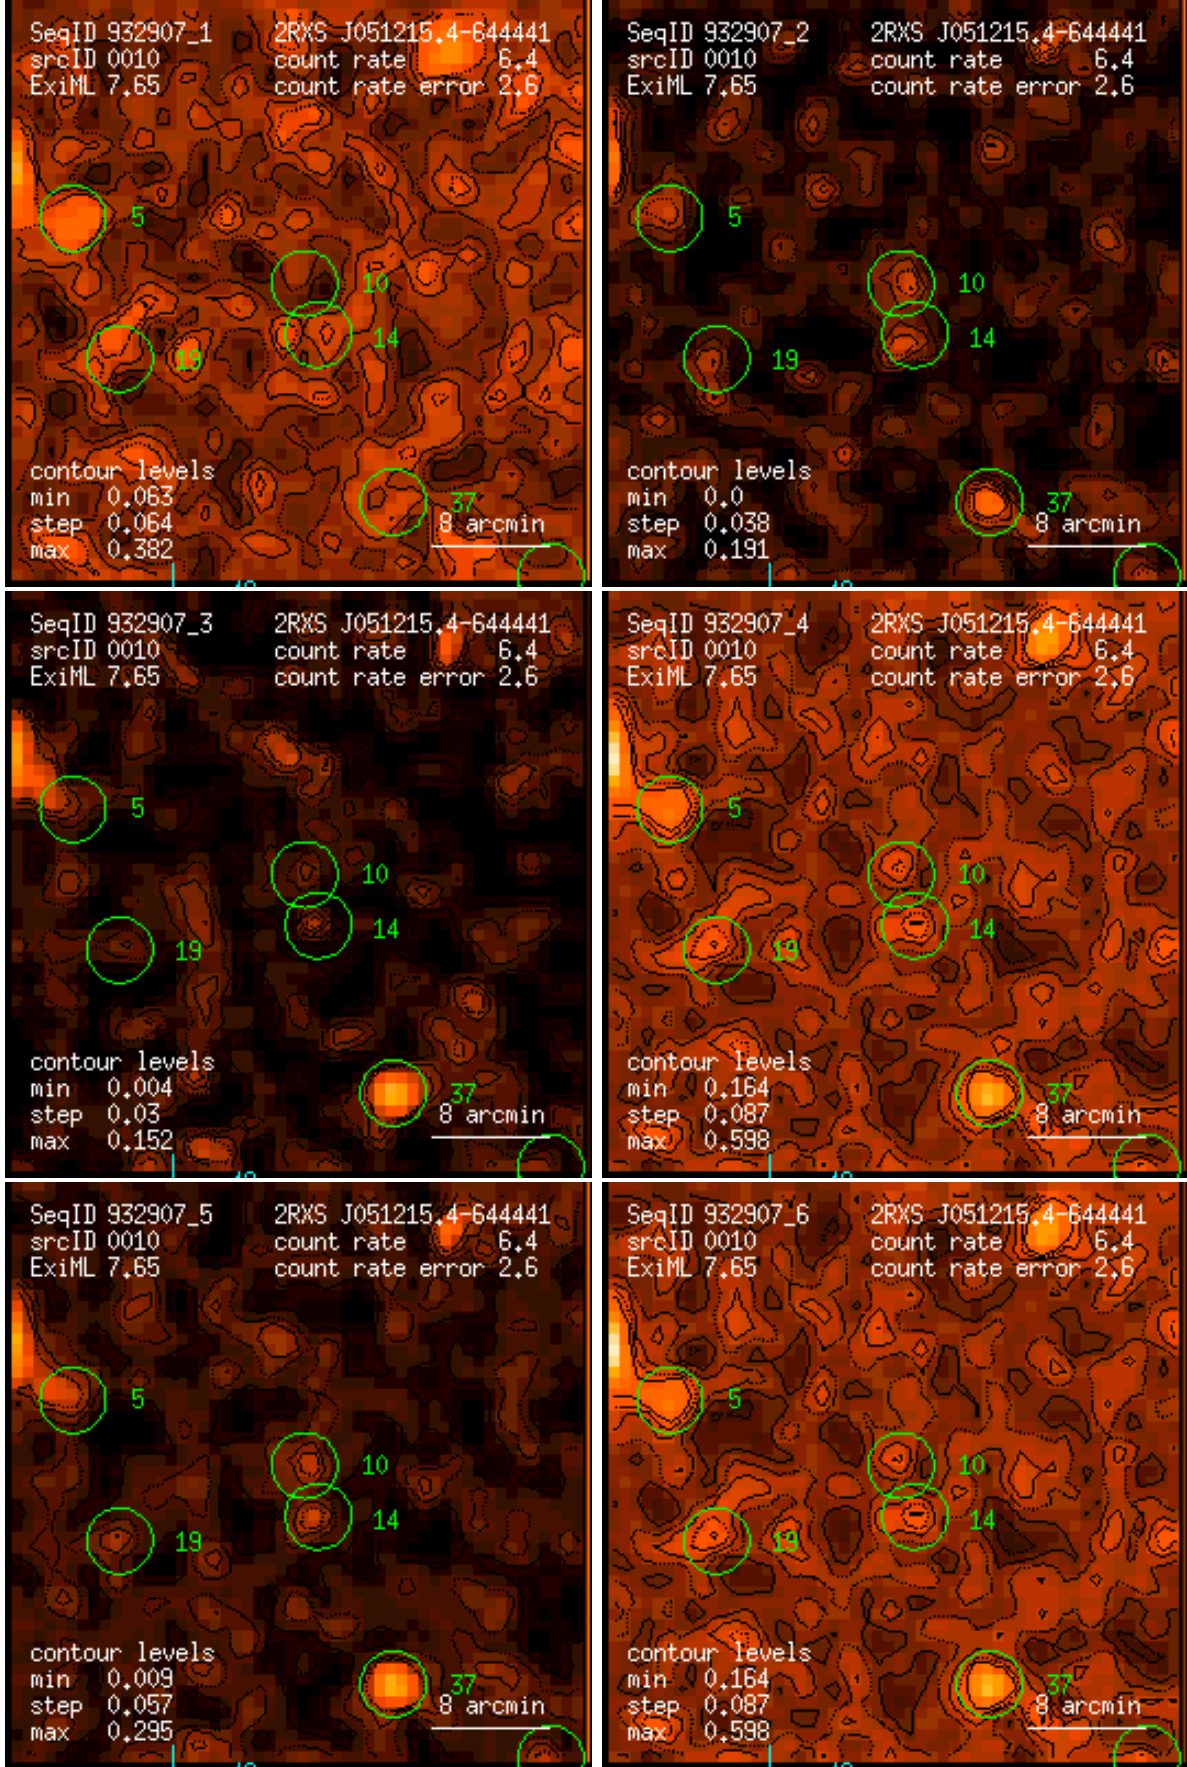 SeqID 932907_1 2RXS J051215.4-644441
srcID 0010 count rate 6.4
ExiML 7.65 count rate error 2.6
5
10
14
19
contour levels
min 0.063
37
step 0.064 8 arcmin
max 0.382
SeqID 932907_2 2RXS J051215.4-644441
srcID 0010 count rate 6.4
ExiML 7.65 count rate error 2.6
5
10
14
19
contour levels
min 0.0
37
step 0.038 8 arcmin
max 0.191
SeqID 932907_3 2RXS J051215.4-644441
srcID 0010 count rate 6.4
ExiML 7.65 count rate error 2.6
5
10
14
19
contour levels
min 0.004
37
step 0.03 8 arcmin
max 0.152
SeqID 932907_4 2RXS J051215.4-644441
srcID 0010 count rate 6.4
ExiML 7.65 count rate error 2.6
5
10
14
19
contour levels
min 0.164
37
step 0.087 8 arcmin
max 0.598
SeqID 932907_5 2RXS J051215.4-644441
srcID 0010 count rate 6.4
ExiML 7.65 count rate error 2.6
5
10
14
19
contour levels
min 0.009
37
step 0.057 8 arcmin
max 0.295
SeqID 932907_6 2RXS J051215.4-644441
srcID 0010 count rate 6.4
ExiML 7.65 count rate error 2.6
5
10
14
19
contour levels
min 0.164
37
step 0.087 8 arcmin
max 0.598